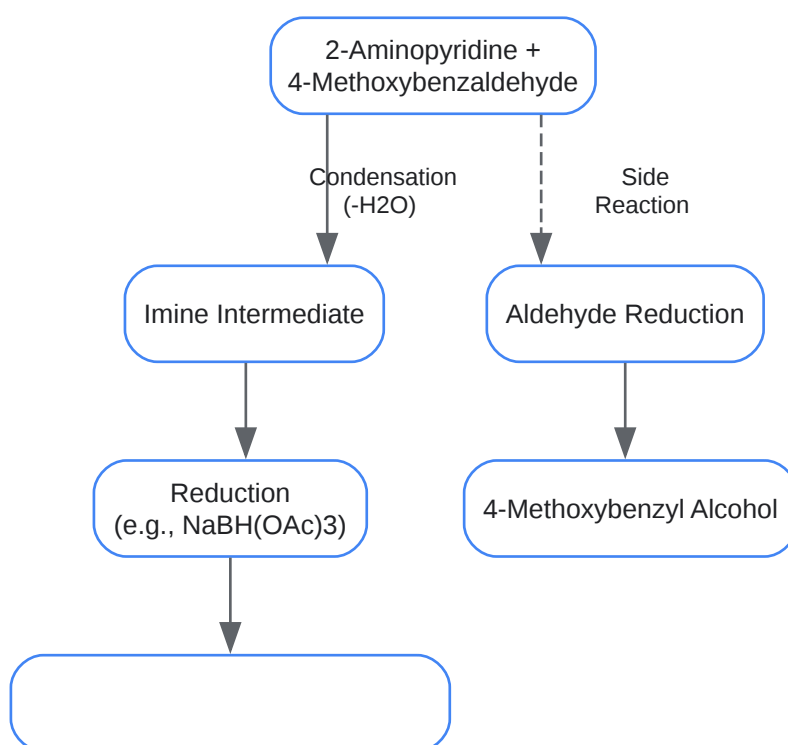 2-Aminopyridine +
4-Methoxybenzaldehyde
Condensation
(-H2O)
Side
Reaction
Imine Intermediate
Aldehyde Reduction
Reduction
(e.g., NaBH(OAc)3)
4-Methoxybenzyl Alcohol